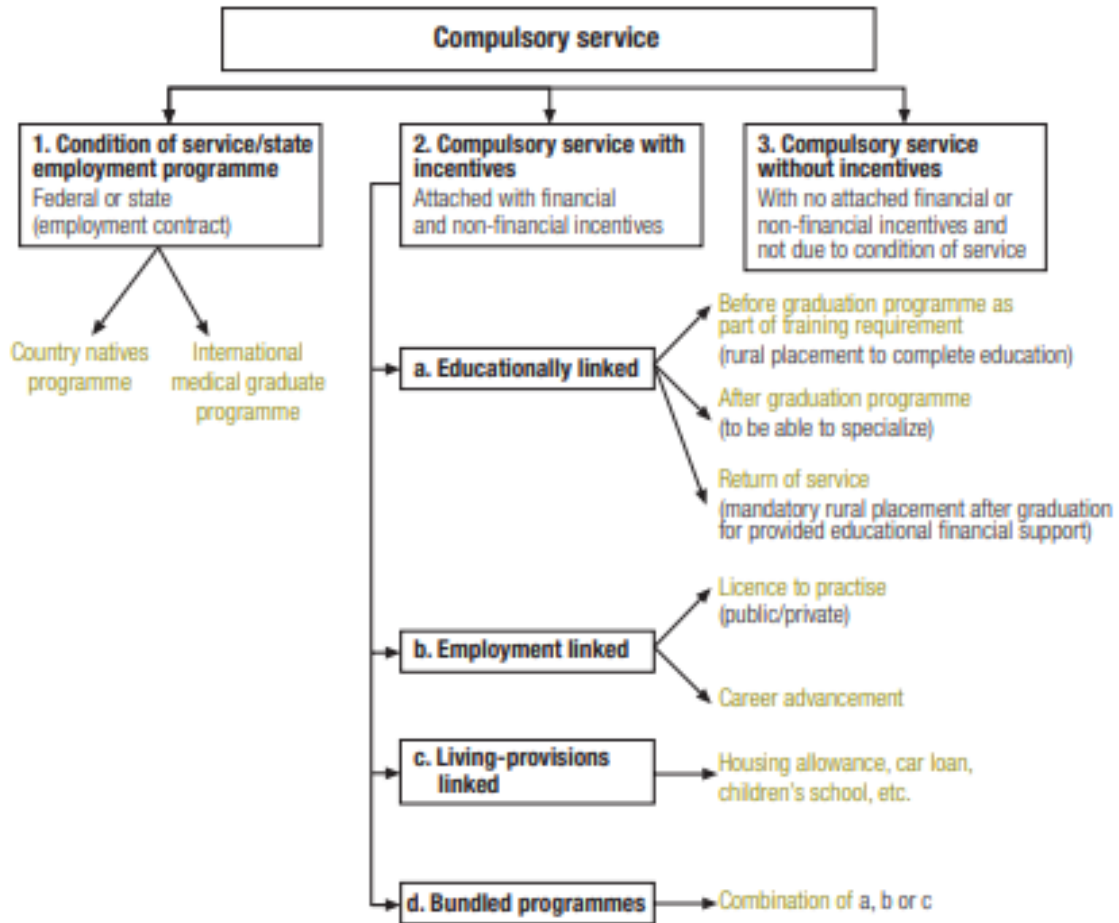 Compulsory service
1. Condition of service/state
employment programme
Federal or state
(employment contract)
2. Compulsory service with
incentives
Attached with financial
and non-financial incentives
3. Compulsory service
without incentives
With no attached financial or
non-financial incentives and
not due to condition of service
Country natives
programme
International
medical graduate
programme
a. Educationally linked
Before graduation programme as
part of training requirement
(rural placement to complete education)
After graduation programme
(to be able to specialize)
Return of service
(mandatory rural placement after graduation
for provided educational financial support)
b. Employment linked
Licence to practise
(public/private)
Career advancement
c. Living-provisions
linked
Housing allowance, car loan,
children's school, etc.
d. Bundled programmes
Combination of a, b or c